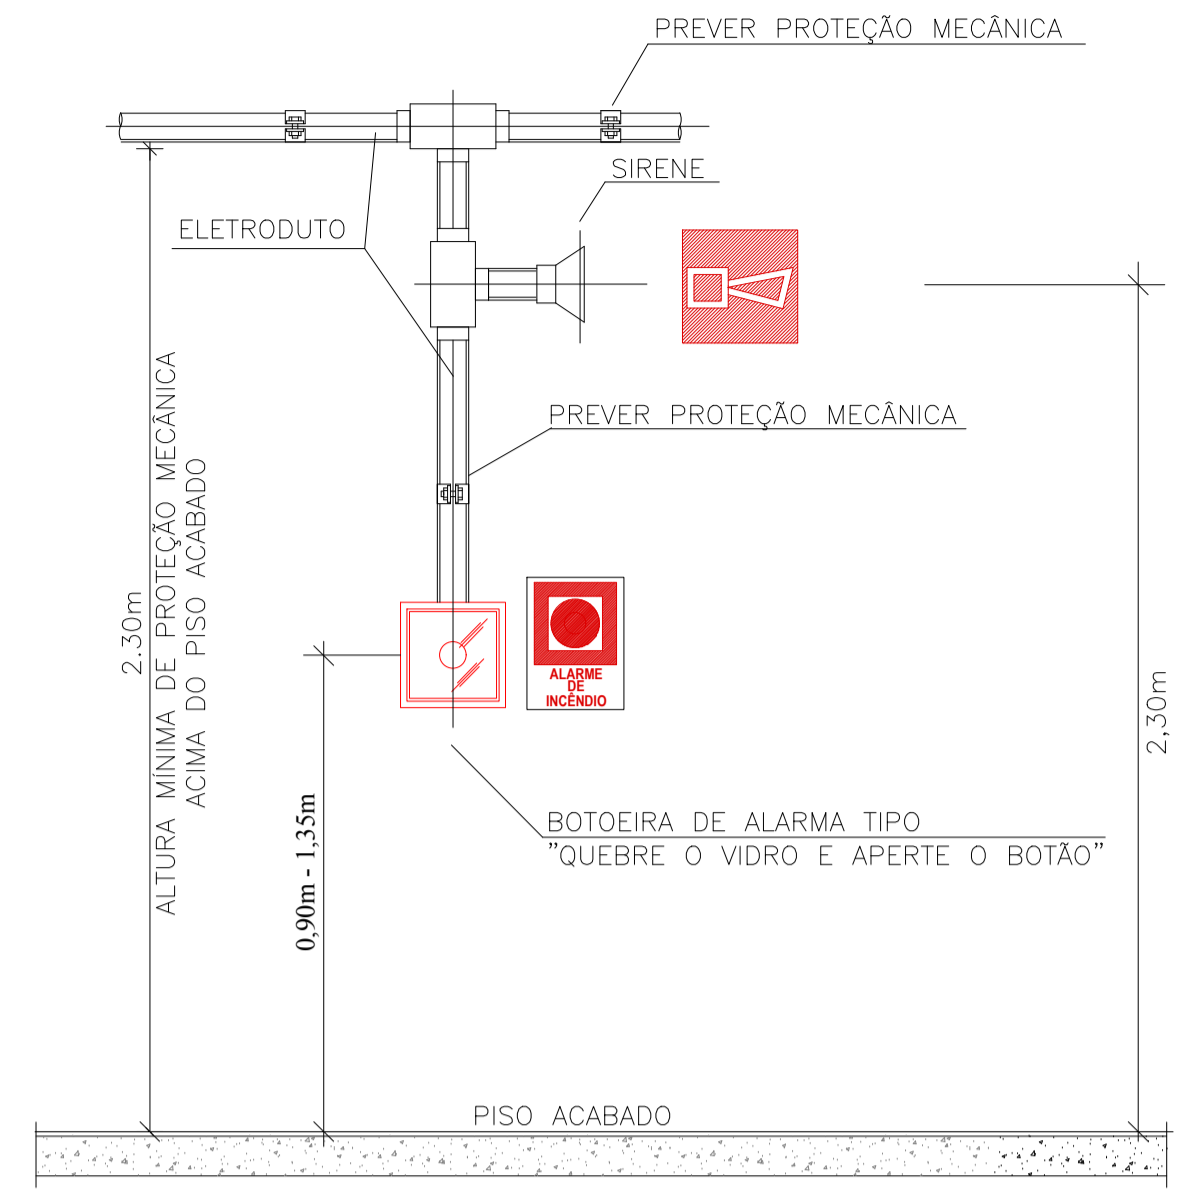 PREVER PROTEÇÃO MECÂNICA
SIRENE
ELETRODUTO
PREVER PROTEÇÃO MECÂNICA
2.30m
ALTURA MÍNIMA DE PROTEÇÃO MECÂNICA
ACIMA DO PISO ACABADO
ALARME
DE
INCÊNDIO
2,30m
0,90m - 1,35m
BOTOEIRA DE ALARMA TIPO
"QUEBRE O VIDRO E APERTE O BOTÃO"
PISO ACABADO